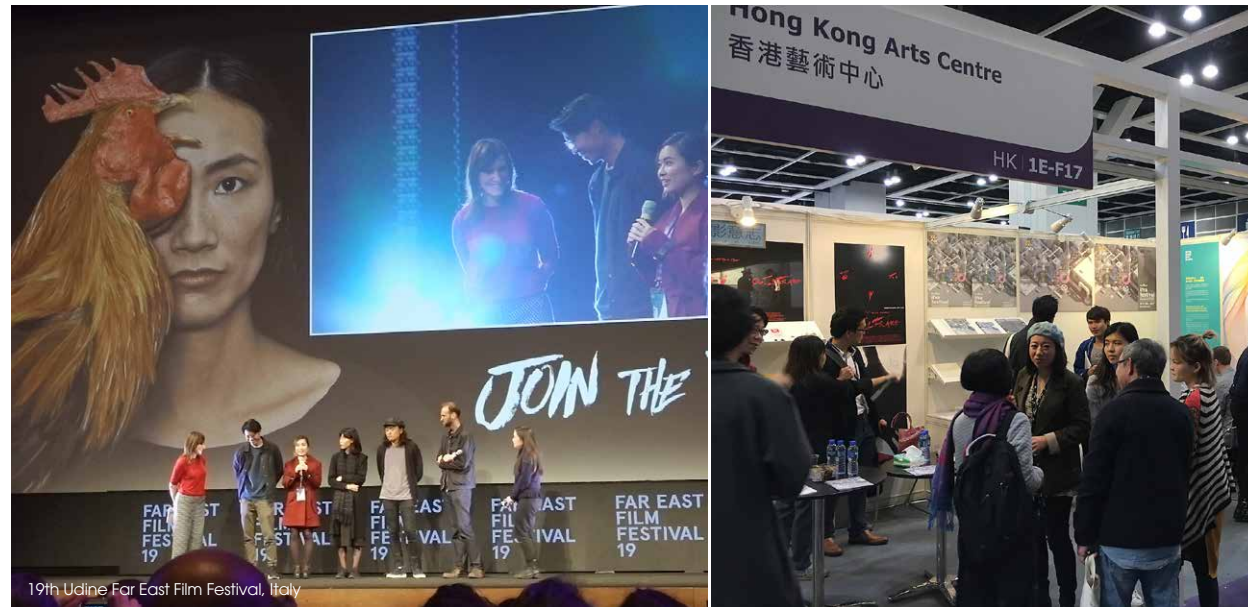 JOIN THE
FAR EAST
FILM
FESTIVAL
19
FAR EAST
FILM
FESTIVAL
19
FAR EAST
FILM
FESTIVAL
19
FAR EAST
FILM
FESTIVAL
19
FAR EAST
FILM
FESTIVAL
19
19th Udine Far East Film Festival, Italy
Hong Kong Arts Centre
香港藝術中心
HK 1E-F17